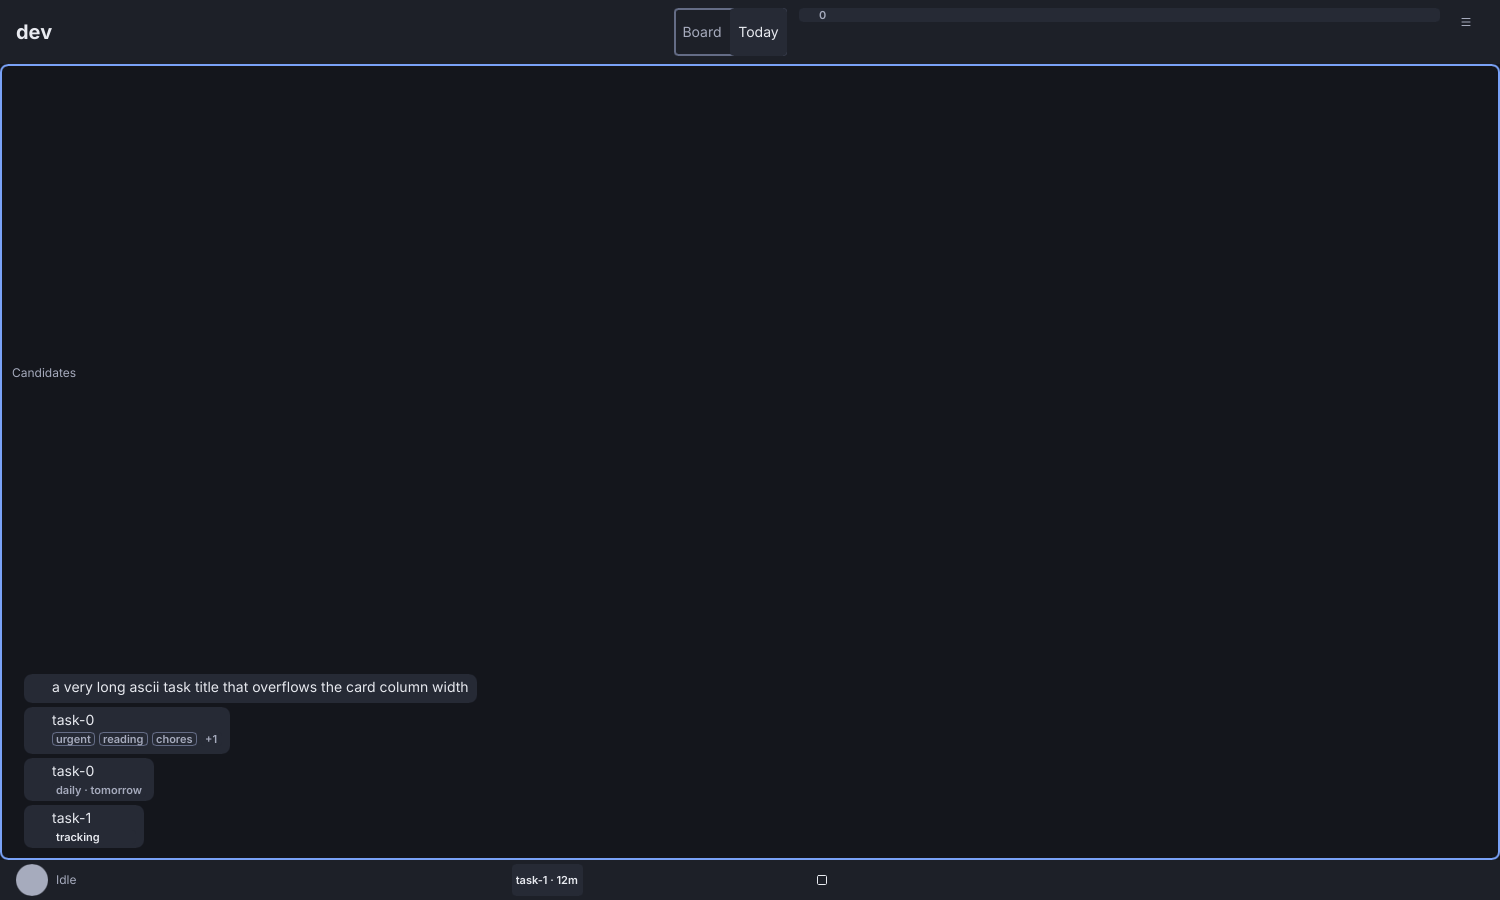 dev
Board Today 0 ☰
Candidates
a very long ascii task title that overflows the card column width
task-0
urgent reading chores +1
task-0
daily · tomorrow
task-1
tracking
Idle task-1 · 12m